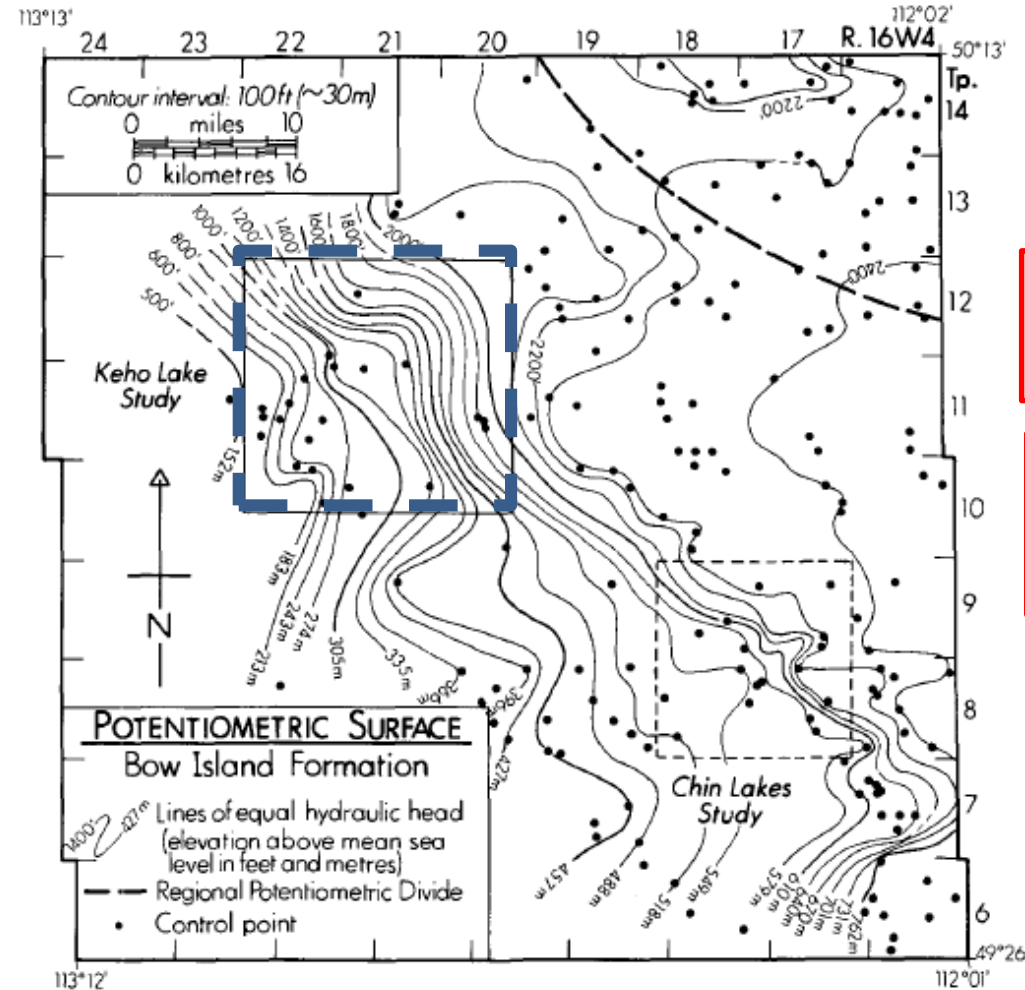 113°13'
112°02'
24 23 22 21 20 19 18 17 R. 16W4
50°13'
Tp.
14
13
12
11
10
9
8
7
6
Contour interval: 100ft (~30m)
0 miles 10
0 kilometres 16
1000' 1200' 1400' 1600' 1800' 2000'
800'
600'
500'
2200'
2400'
2200'
Keho Lake
Study
152m
N
183m
213m
243m
274m
305m
335m
366m
396m
427m
457m
488m
518m
549m
579m
610m
640m
670m
701m
731m
762m
Chin Lakes
Study
POTENTIOMETRIC SURFACE
Bow Island Formation
1400' 427m Lines of equal hydraulic head
(elevation above mean sea
level in feet and metres)
Regional Potentiometric Divide
Control point
49°26
113°12'
112°01'